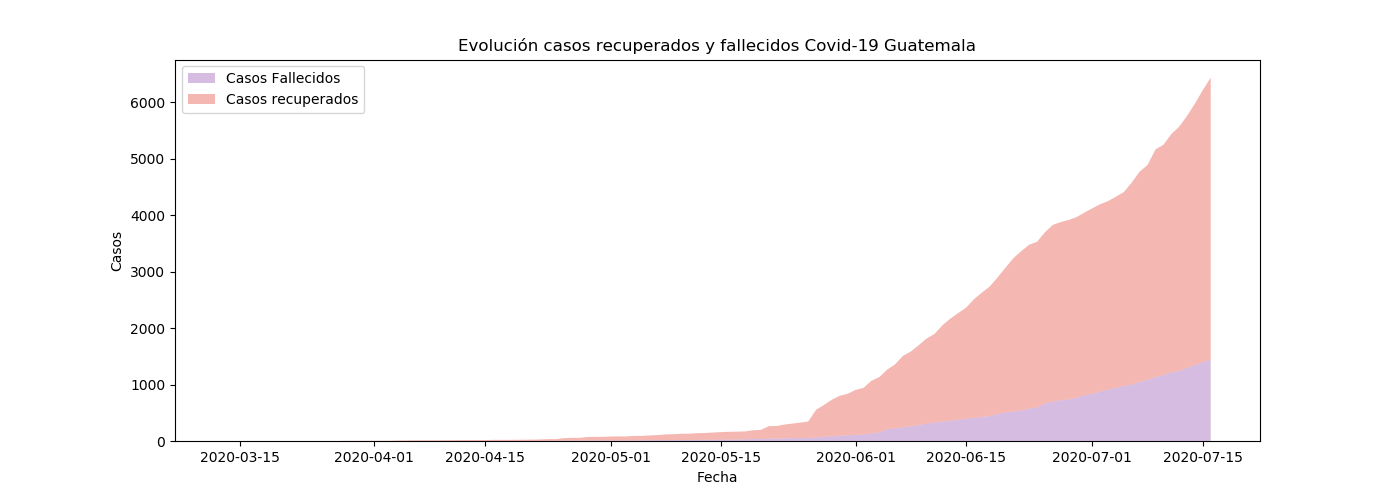 Evolución casos recuperados y fallecidos Covid-19 Guatemala
Casos Fallecidos
Casos recuperados
6000
5000
4000
3000
2000
1000
0
Casos
2020-03-15 2020-04-01 2020-04-15 2020-05-01 2020-05-15 2020-06-01 2020-06-15 2020-07-01 2020-07-15
Fecha